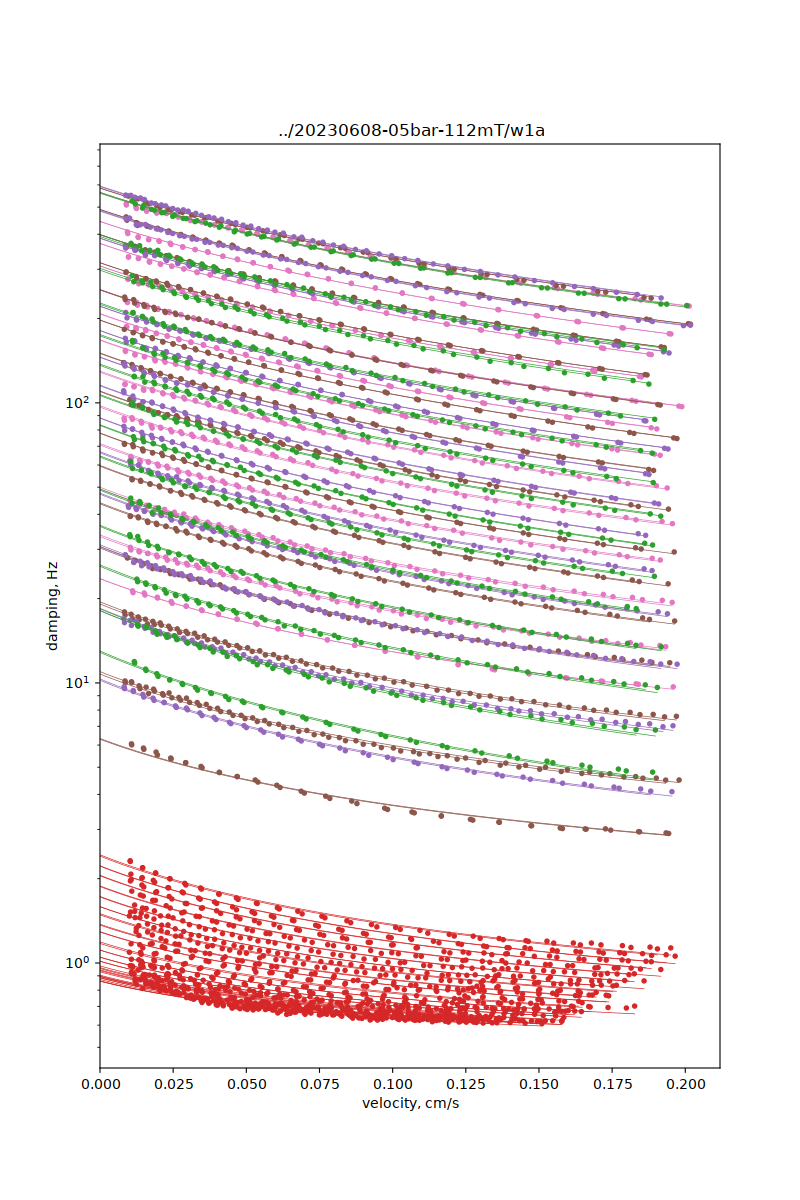 ../20230608-05bar-112mT/w1a
damping, Hz
10²
10¹
10⁰
0.000 0.025 0.050 0.075 0.100 0.125 0.150 0.175 0.200
velocity, cm/s